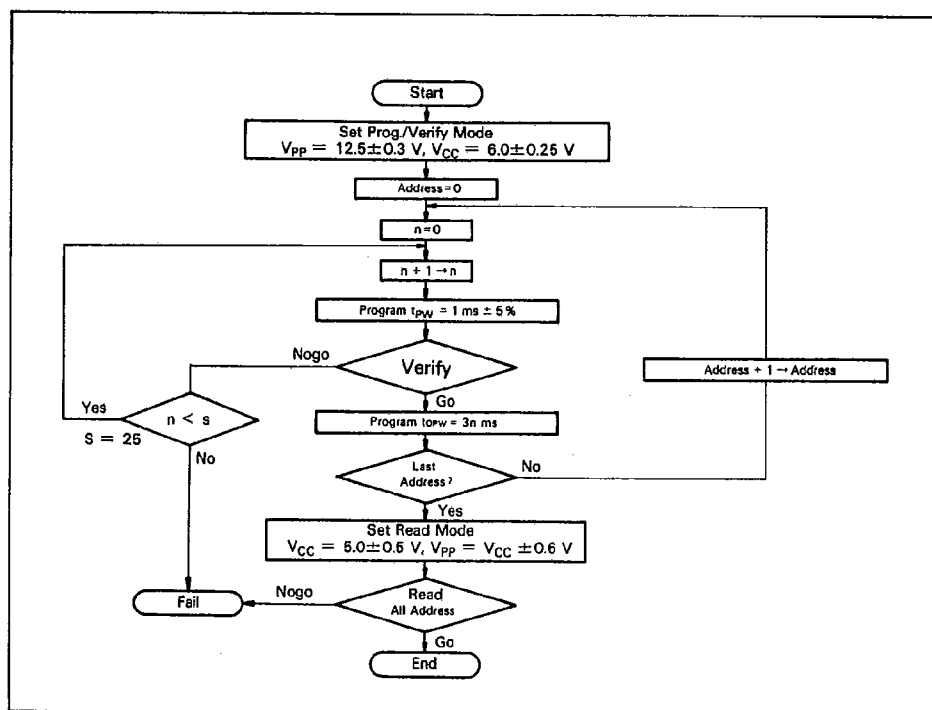 Start
Set Prog./Verify Mode
VPP = 12.5±0.3 V, VCC = 6.0±0.25 V
Address=0
n=0
n + 1 → n
Program tPW = 1 ms ± 5%
Nogo
Verify
Address + 1 → Address
Go
Yes
n < s
S = 25
Program tOPW = 3n ms
No
Last
Address?
No
Yes
Set Read Mode
VCC = 5.0±0.5 V, VPP = VCC ±0.6 V
Nogo
Read
All Address
Fail
Go
End